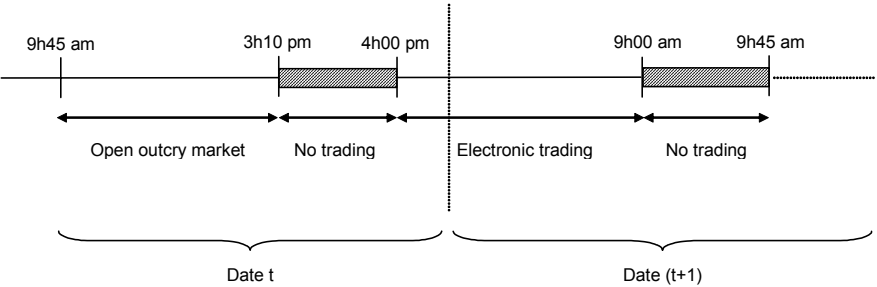 9h45 am 3h10 pm 4h00 pm 9h00 am 9h45 am
Open outcry market No trading Electronic trading No trading
Date t Date (t+1)